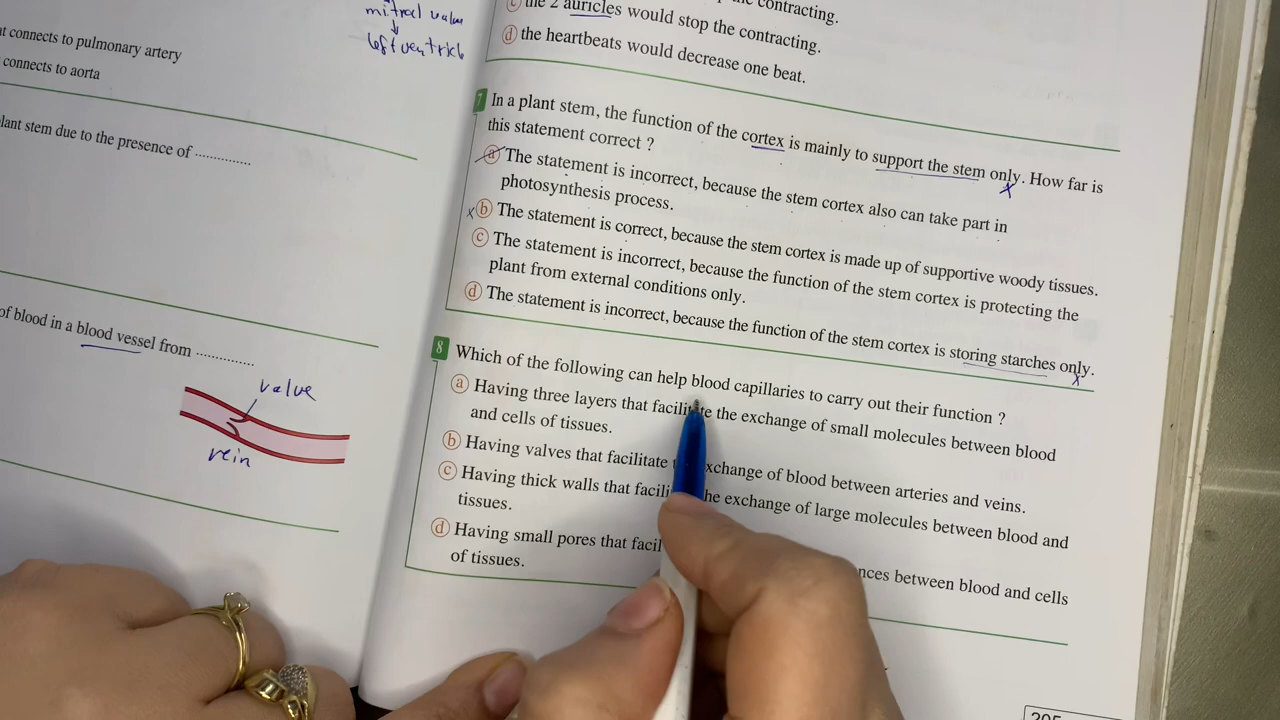 mitral valve
↓
left ventricle
connects to pulmonary artery
connects to aorta
plant stem due to the presence of ..............
of blood in a blood vessel from .............
valve
vein
contracting.
c the 2 auricles would stop the contracting.
d the heartbeats would decrease one beat.
7 In a plant stem, the function of the cortex is mainly to support the stem only. How far is
this statement correct ?
a The statement is incorrect, because the stem cortex also can take part in
photosynthesis process.
x b The statement is correct, because the stem cortex is made up of supportive woody tissues.
c The statement is incorrect, because the function of the stem cortex is protecting the
plant from external conditions only.
d The statement is incorrect, because the function of the stem cortex is storing starches only.
8 Which of the following can help blood capillaries to carry out their function ?
a Having three layers that facilitate the exchange of small molecules between blood
and cells of tissues.
b Having valves that facilitate exchange of blood between arteries and veins.
c Having thick walls that the exchange of large molecules between blood and
tissues.
d Having small pores that between blood and cells
of tissues.